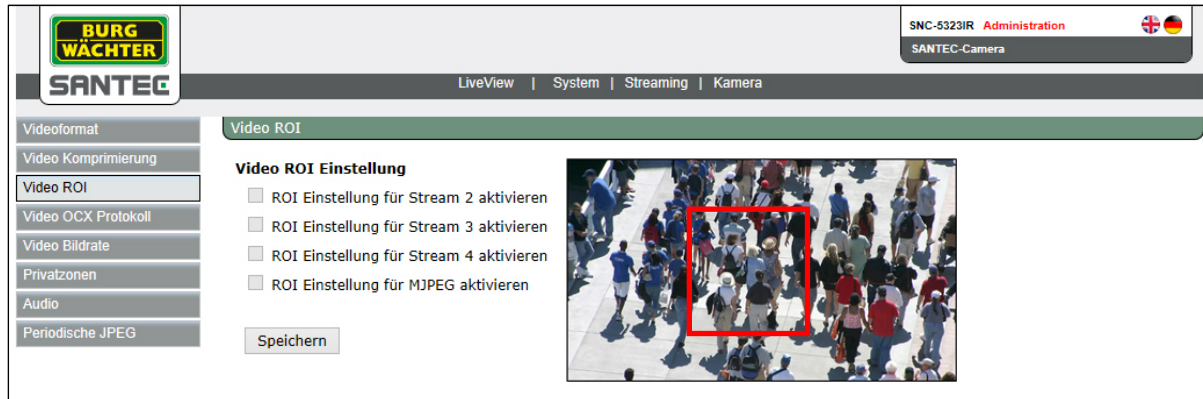 BURG
WÄCHTER
SANTEC
SNC-5323IR Administration
SANTEC-Camera
LiveView | System | Streaming | Kamera
Videoformat
Video Komprimierung
Video ROI
Video OCX Protokoll
Video Bildrate
Privatzonen
Audio
Periodische JPEG
Video ROI
Video ROI Einstellung
ROI Einstellung für Stream 2 aktivieren
ROI Einstellung für Stream 3 aktivieren
ROI Einstellung für Stream 4 aktivieren
ROI Einstellung für MJPEG aktivieren
Speichern